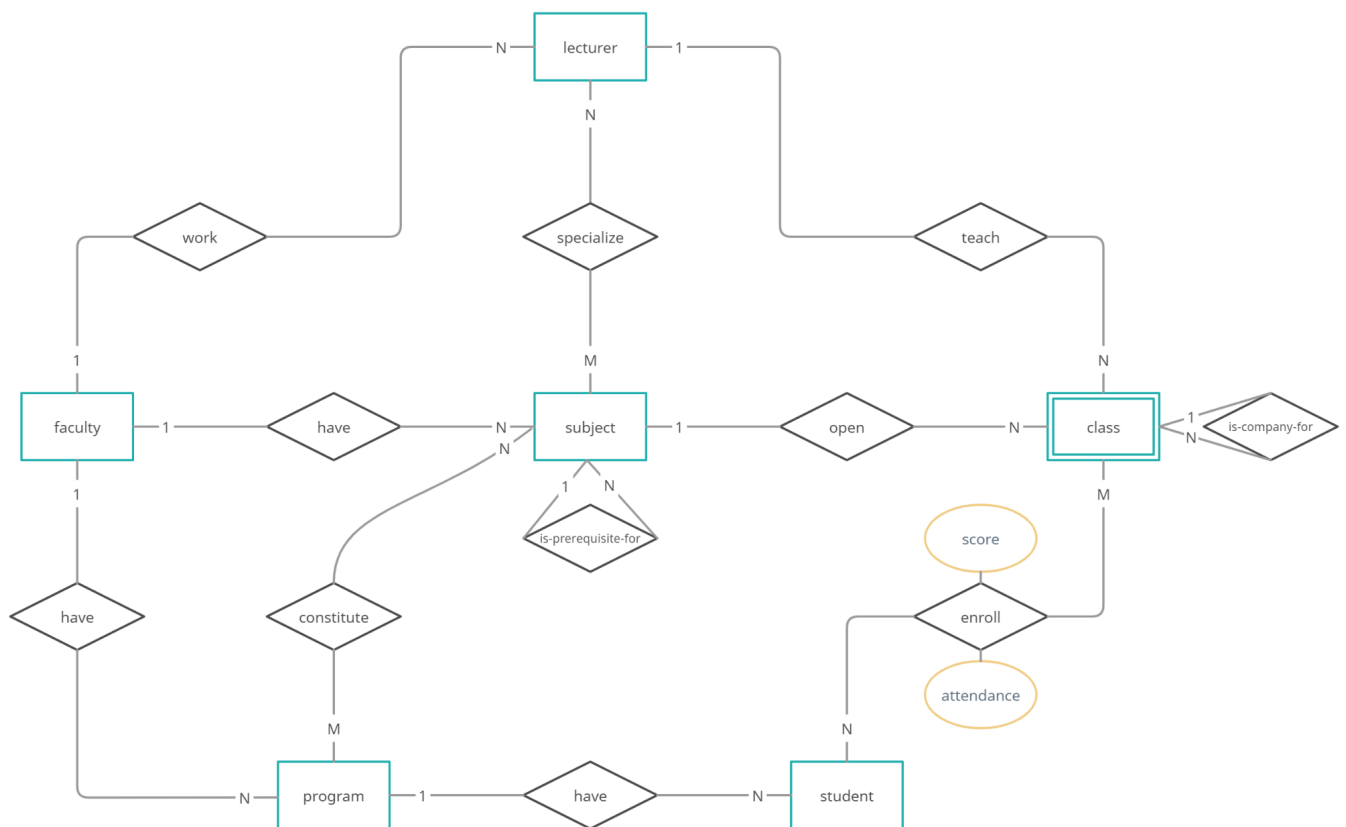 N
lecturer
1
N
work
specialize
teach
1
M
N
faculty
1
have
N
subject
1
open
N
class
1
is-company-for
N
N
1
1
N
M
is-prerequisite-for
score
have
constitute
enroll
attendance
M
N
N
program
1
have
N
student